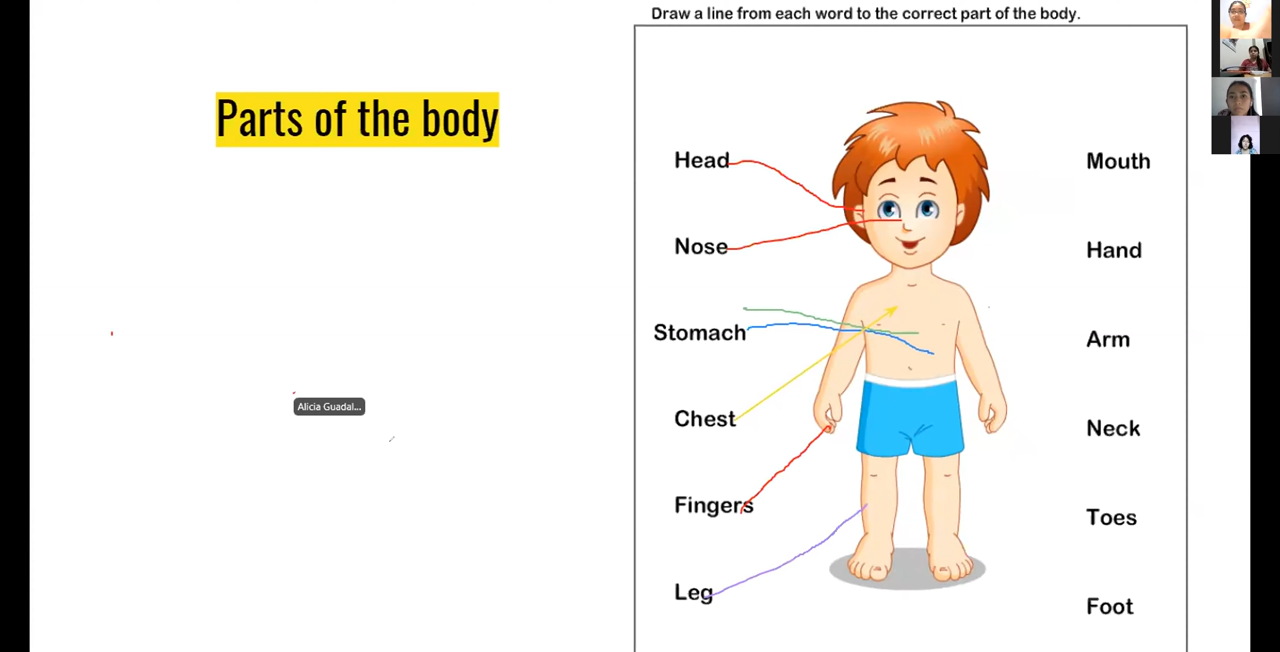 Draw a line from each word to the correct part of the body.
Parts of the body
Head
Nose
Stomach
Chest
Fingers
Leg
Mouth
Hand
Arm
Neck
Toes
Foot
Alicia Guadal...